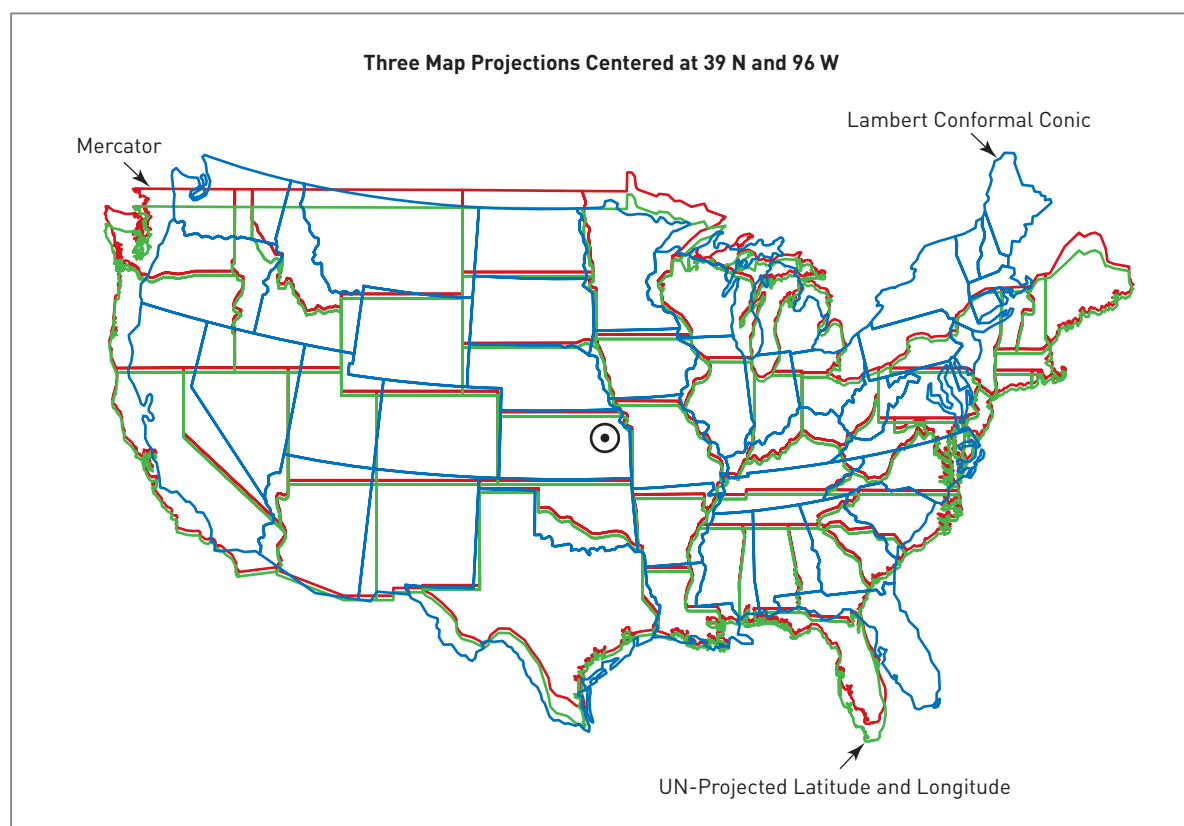 Three Map Projections Centered at 39 N and 96 W
Lambert Conformal Conic
Mercator
UN-Projected Latitude and Longitude